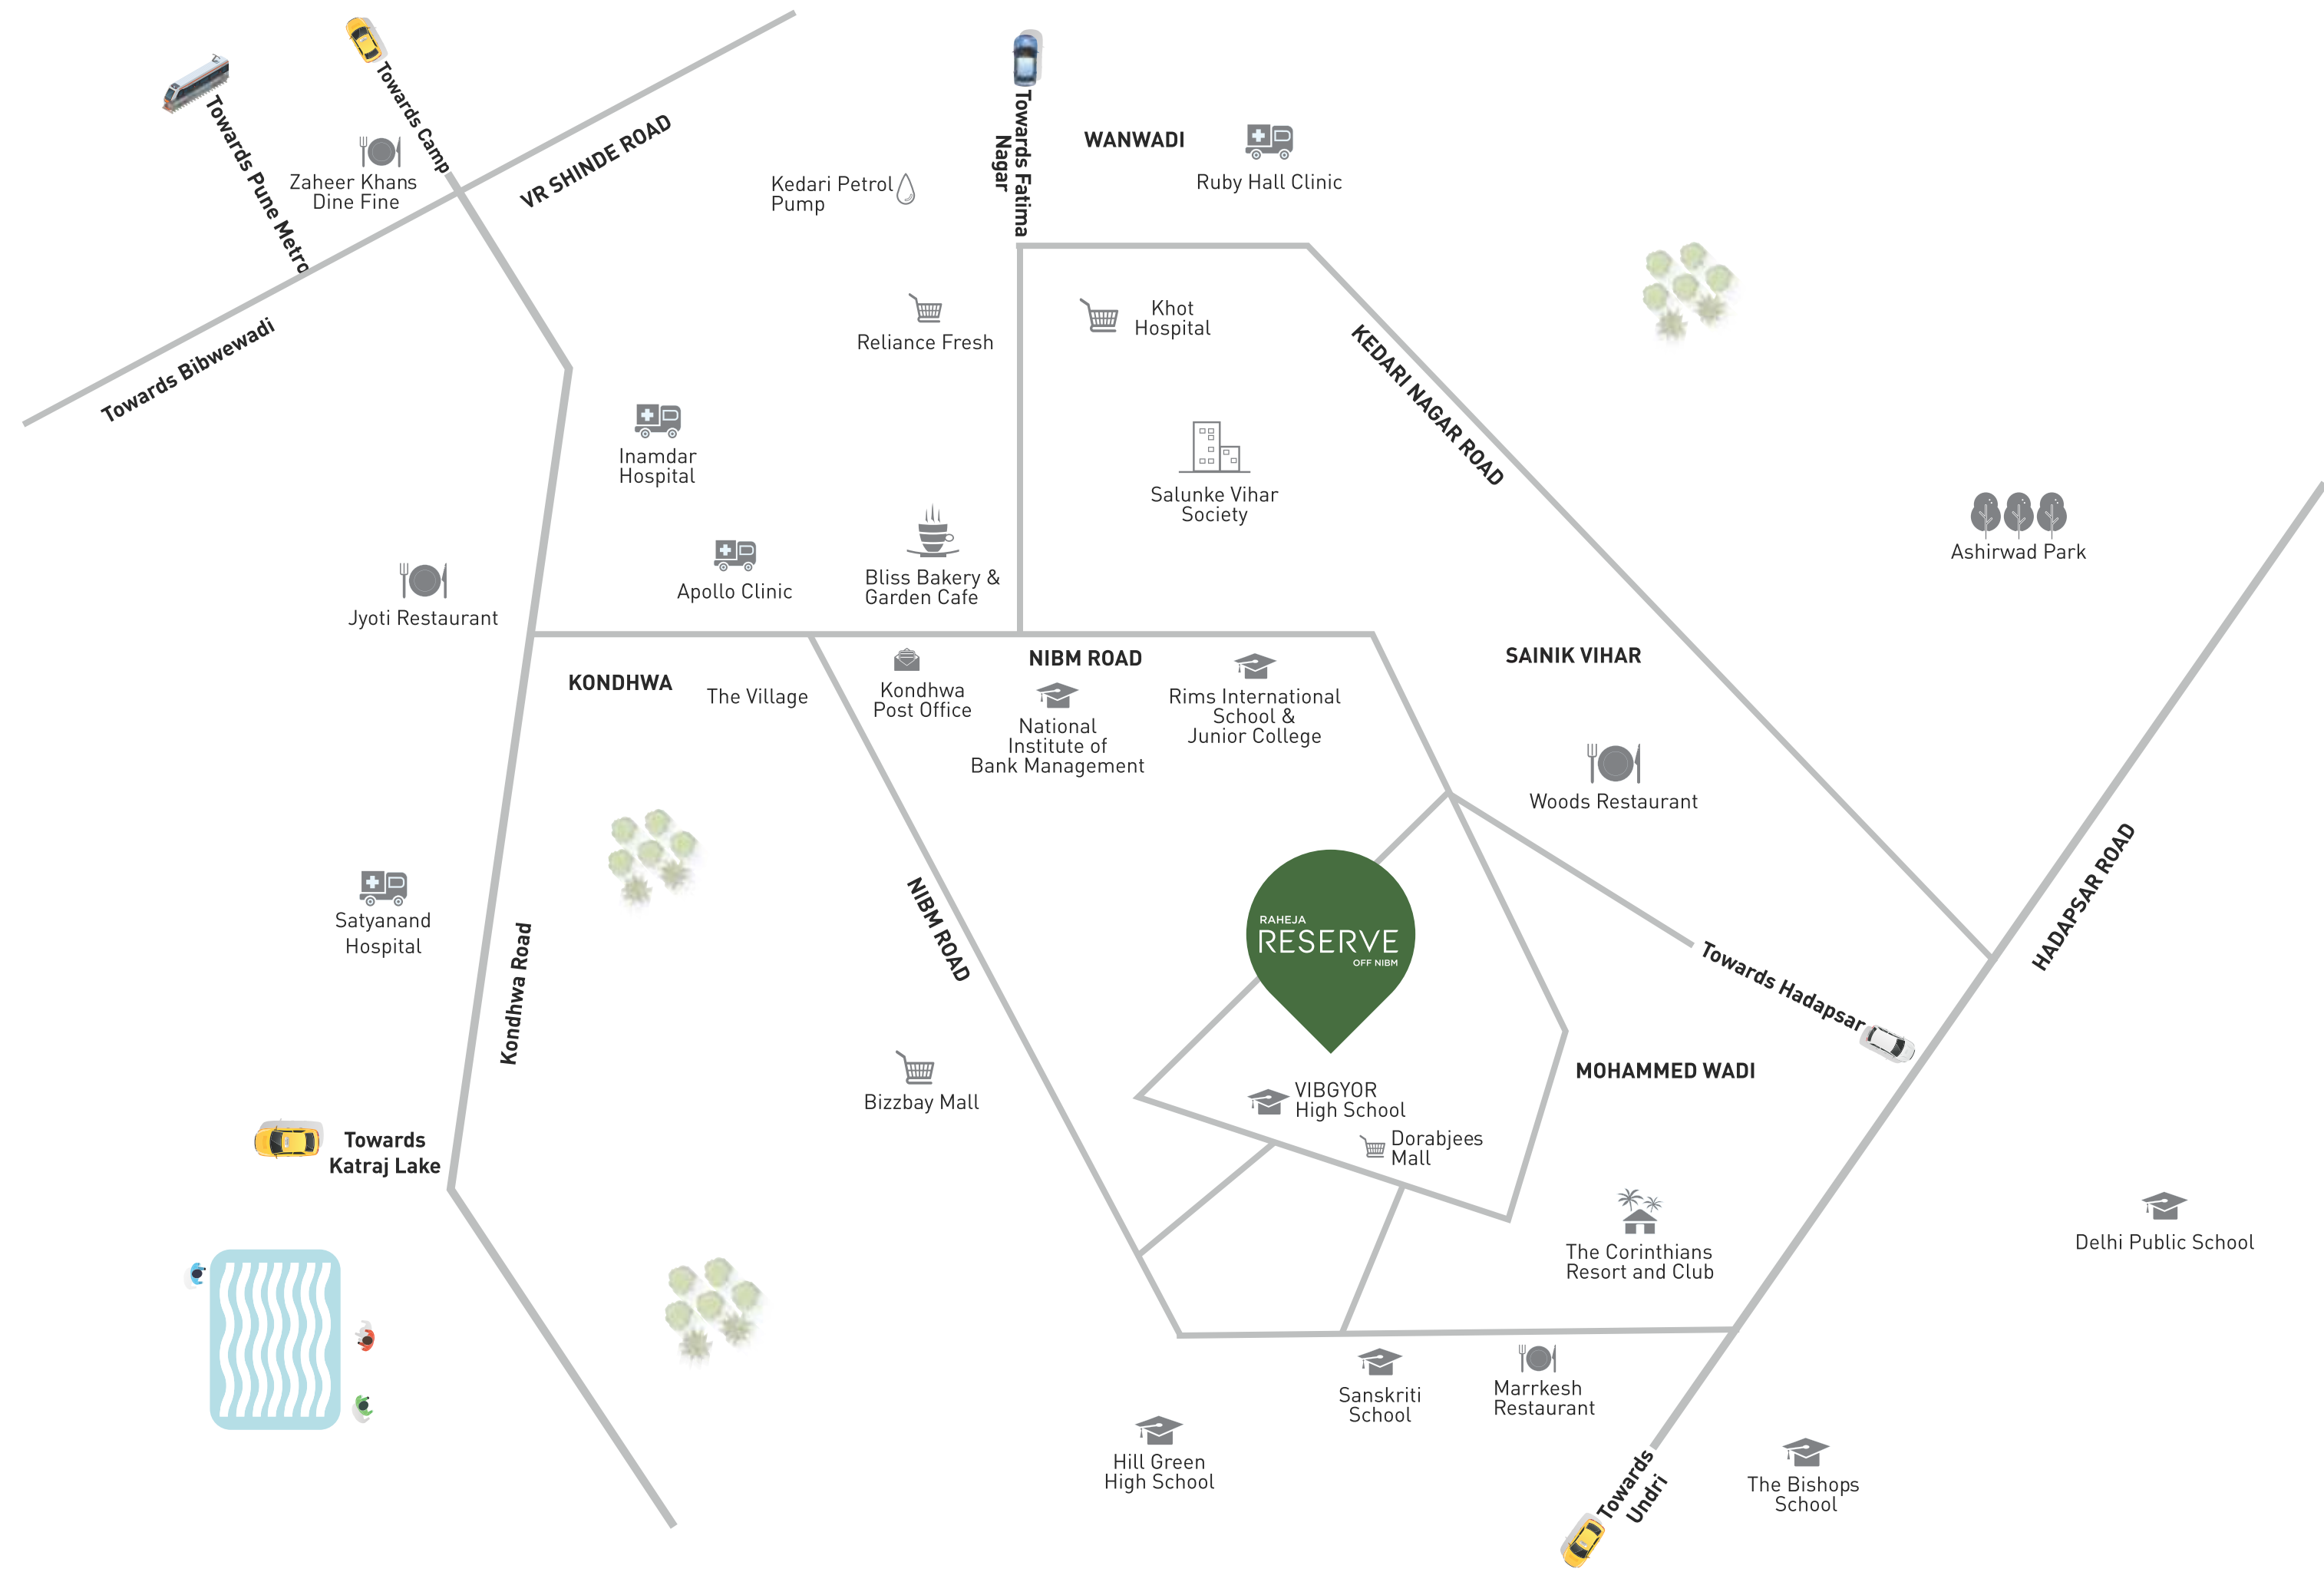 Towards Camp
Towards Pune Metro
Zaheer Khans
Dine Fine
VR SHINDE ROAD
Towards Bibwewadi
Kedari Petrol
Pump
Towards Fatima
Nagar
WANWADI
Ruby Hall Clinic
Reliance Fresh
Khot
Hospital
KEDARI NAGAR ROAD
Inamdar
Hospital
Salunke Vihar
Society
Apollo Clinic
Bliss Bakery &
Garden Cafe
Jyoti Restaurant
Ashirwad Park
KONDHWA
The Village
Kondhwa
Post Office
NIBM ROAD
National
Institute of
Bank Management
Rims International
School &
Junior College
SAINIK VIHAR
Woods Restaurant
Satyanand
Hospital
Kondhwa Road
NIBM ROAD
RAHEJA
RESERVE
OFF NIBM
Towards Hadapsar
HADAPSAR ROAD
Bizzbay Mall
VIBGYOR
High School
Dorabjees
Mall
MOHAMMED WADI
Towards
Katraj Lake
The Corinthians
Resort and Club
Delhi Public School
Sanskriti
School
Marrkesh
Restaurant
Hill Green
High School
Towards
Undri
The Bishops
School